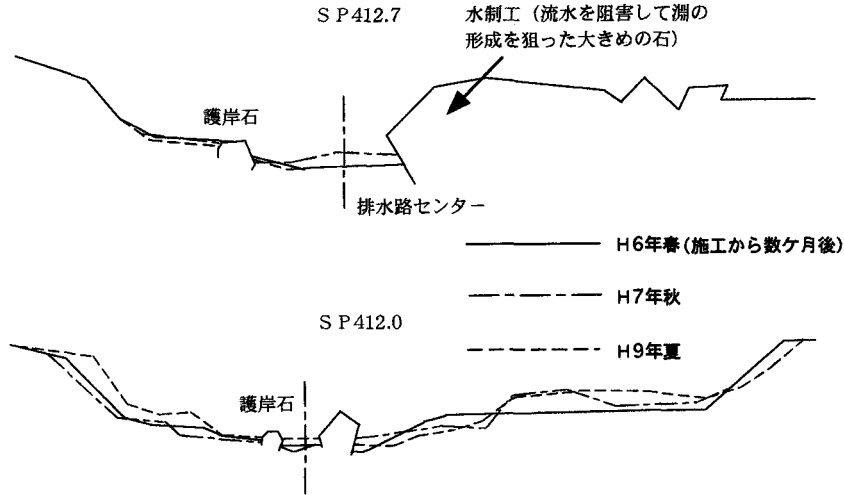 ＳＰ412.7
水制工（流水を阻害して淵の
形成を狙った大きめの石）
護岸石
排水路センター
Ｈ６年春（施工から数ケ月後）
Ｈ７年秋
ＳＰ412.0
Ｈ９年夏
護岸石